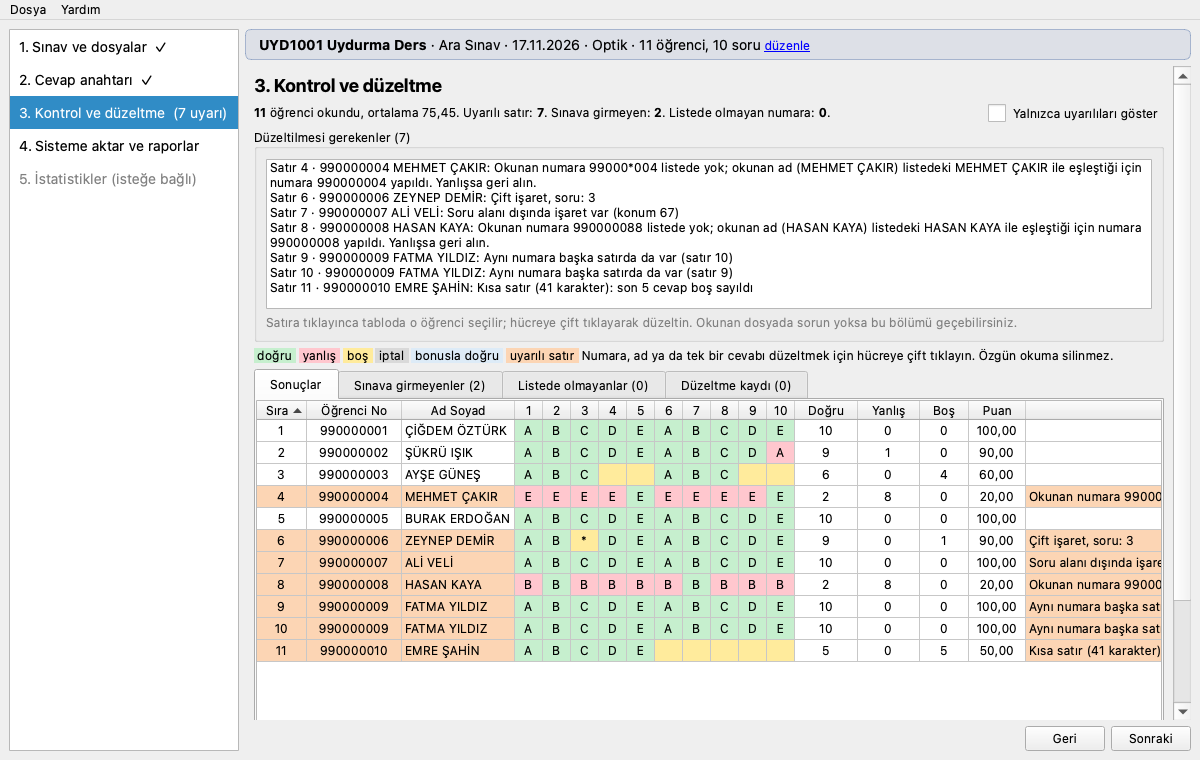 Dosya Yardım
1. Sınav ve dosyalar ✓
2. Cevap anahtarı ✓
3. Kontrol ve düzeltme (7 uyarı)
4. Sisteme aktar ve raporlar
5. İstatistikler (isteğe bağlı)
UYD1001 Uydurma Ders · Ara Sınav · 17.11.2026 · Optik · 11 öğrenci, 10 soru düzenle
3. Kontrol ve düzeltme
11 öğrenci okundu, ortalama 75,45. Uyarılı satır: 7. Sınava girmeyen: 2. Listede olmayan numara: 0.
Yalnızca uyarılıları göster
Düzeltilmesi gerekenler (7)
Satır 4 · 990000004 MEHMET ÇAKIR: Okunan numara 99000*004 listede yok; okunan ad (MEHMET ÇAKIR) listedeki MEHMET ÇAKIR ile eşleştiği için
numara 990000004 yapıldı. Yanlışsa geri alın.
Satır 6 · 990000006 ZEYNEP DEMİR: Çift işaret, soru: 3
Satır 7 · 990000007 ALİ VELİ: Soru alanı dışında işaret var (konum 67)
Satır 8 · 990000008 HASAN KAYA: Okunan numara 990000088 listede yok; okunan ad (HASAN KAYA) listedeki HASAN KAYA ile eşleştiği için numara
990000008 yapıldı. Yanlışsa geri alın.
Satır 9 · 990000009 FATMA YILDIZ: Aynı numara başka satırda da var (satır 10)
Satır 10 · 990000009 FATMA YILDIZ: Aynı numara başka satırda da var (satır 9)
Satır 11 · 990000010 EMRE ŞAHİN: Kısa satır (41 karakter): son 5 cevap boş sayıldı
Satıra tıklayınca tabloda o öğrenci seçilir; hücreye çift tıklayarak düzeltin. Okunan dosyada sorun yoksa bu bölümü geçebilirsiniz.
doğru yanlış boş iptal bonusla doğru uyarılı satır Numara, ad ya da tek bir cevabı düzeltmek için hücreye çift tıklayın. Özgün okuma silinmez.
Sonuçlar Sınava girmeyenler (2) Listede olmayanlar (0) Düzeltme kaydı (0)
Sıra Öğrenci No Ad Soyad 1 2 3 4 5 6 7 8 9 10 Doğru Yanlış Boş Puan
1 990000001 ÇİĞDEM ÖZTÜRK A B C D E A B C D E 10 0 0 100,00
2 990000002 ŞÜKRÜ IŞIK A B C D E A B C D A 9 1 0 90,00
3 990000003 AYŞE GÜNEŞ A B C A B C 6 0 4 60,00
4 990000004 MEHMET ÇAKIR E E E E E E E E E E 2 8 0 20,00 Okunan numara 99000
5 990000005 BURAK ERDOĞAN A B C D E A B C D E 10 0 0 100,00
6 990000006 ZEYNEP DEMİR A B * D E A B C D E 9 0 1 90,00 Çift işaret, soru: 3
7 990000007 ALİ VELİ A B C D E A B C D E 10 0 0 100,00 Soru alanı dışında işare
8 990000008 HASAN KAYA B B B B B B B B B B 2 8 0 20,00 Okunan numara 99000
9 990000009 FATMA YILDIZ A B C D E A B C D E 10 0 0 100,00 Aynı numara başka sat
10 990000009 FATMA YILDIZ A B C D E A B C D E 10 0 0 100,00 Aynı numara başka sat
11 990000010 EMRE ŞAHİN A B C D E 5 0 5 50,00 Kısa satır (41 karakter)
Geri Sonraki